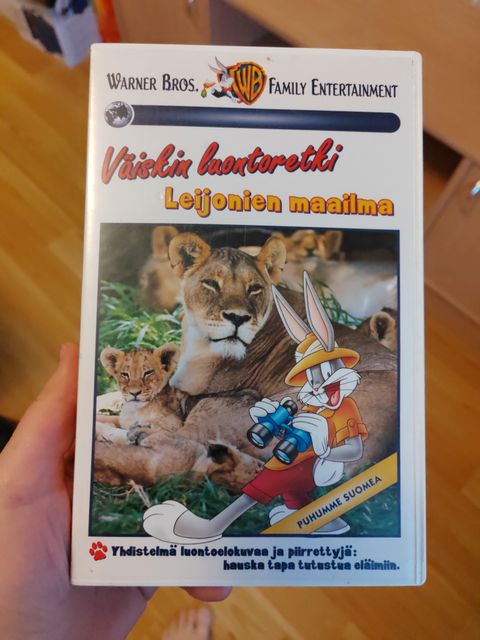 WARNER BROS. WB FAMILY ENTERTAINMENT
Väiskin luontoretki
Leijonien maailma
PUHUMME SUOMEA
Yhdistelmä luontoelokuvaa ja piirrettyjä:
hauska tapa tutustua eläimiin.